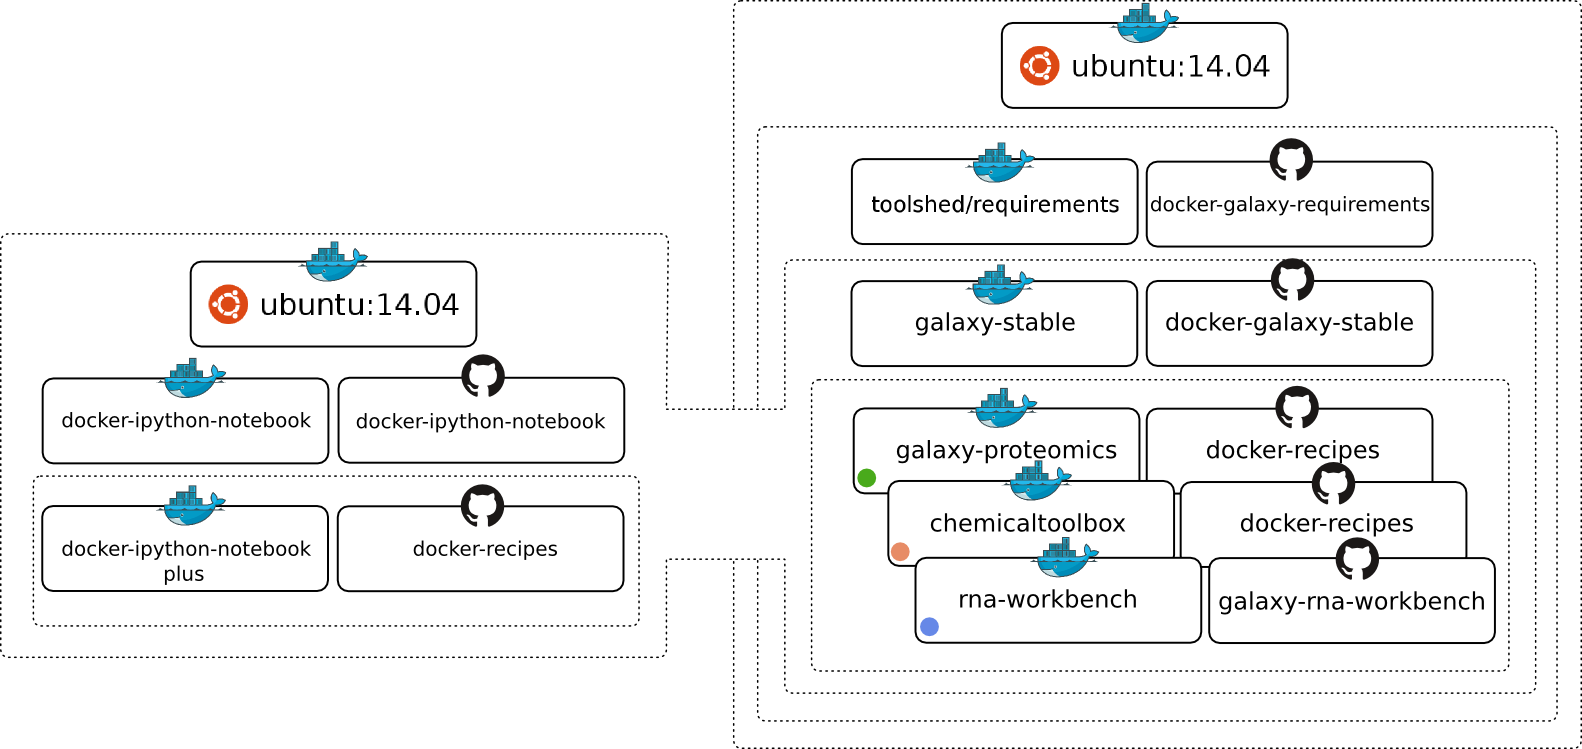 ubuntu:14.04
docker-ipython-notebook
docker-ipython-notebook
docker-ipython-notebook
plus
docker-recipes
ubuntu:14.04
toolshed/requirements
docker-galaxy-requirements
galaxy-stable
docker-galaxy-stable
galaxy-proteomics
docker-recipes
chemicaltoolbox
docker-recipes
rna-workbench
galaxy-rna-workbench